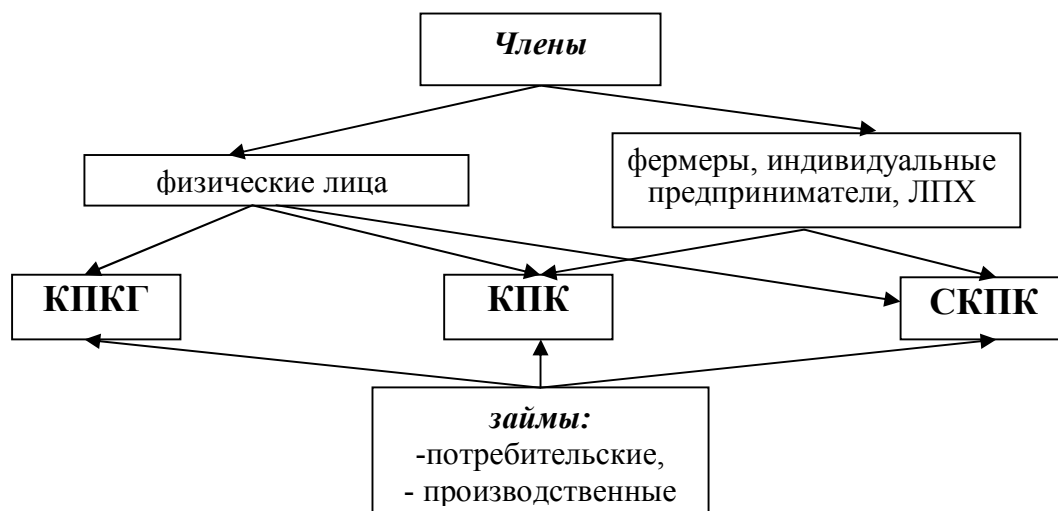 Члены
физические лица
фермеры, индивидуальные
предприниматели, ЛПХ
КПКГ
КПК
СКПК
займы:
-потребительские,
- производственные